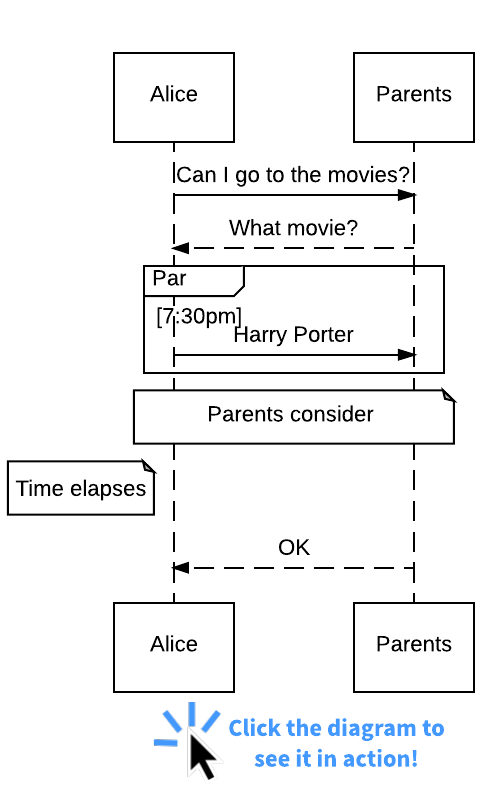 Alice
Parents
Can I go to the movies?
What movie?
Par
[7:30pm]
Harry Porter
Parents consider
Time elapses
OK
Alice
Parents
Click the diagram to
see it in action!